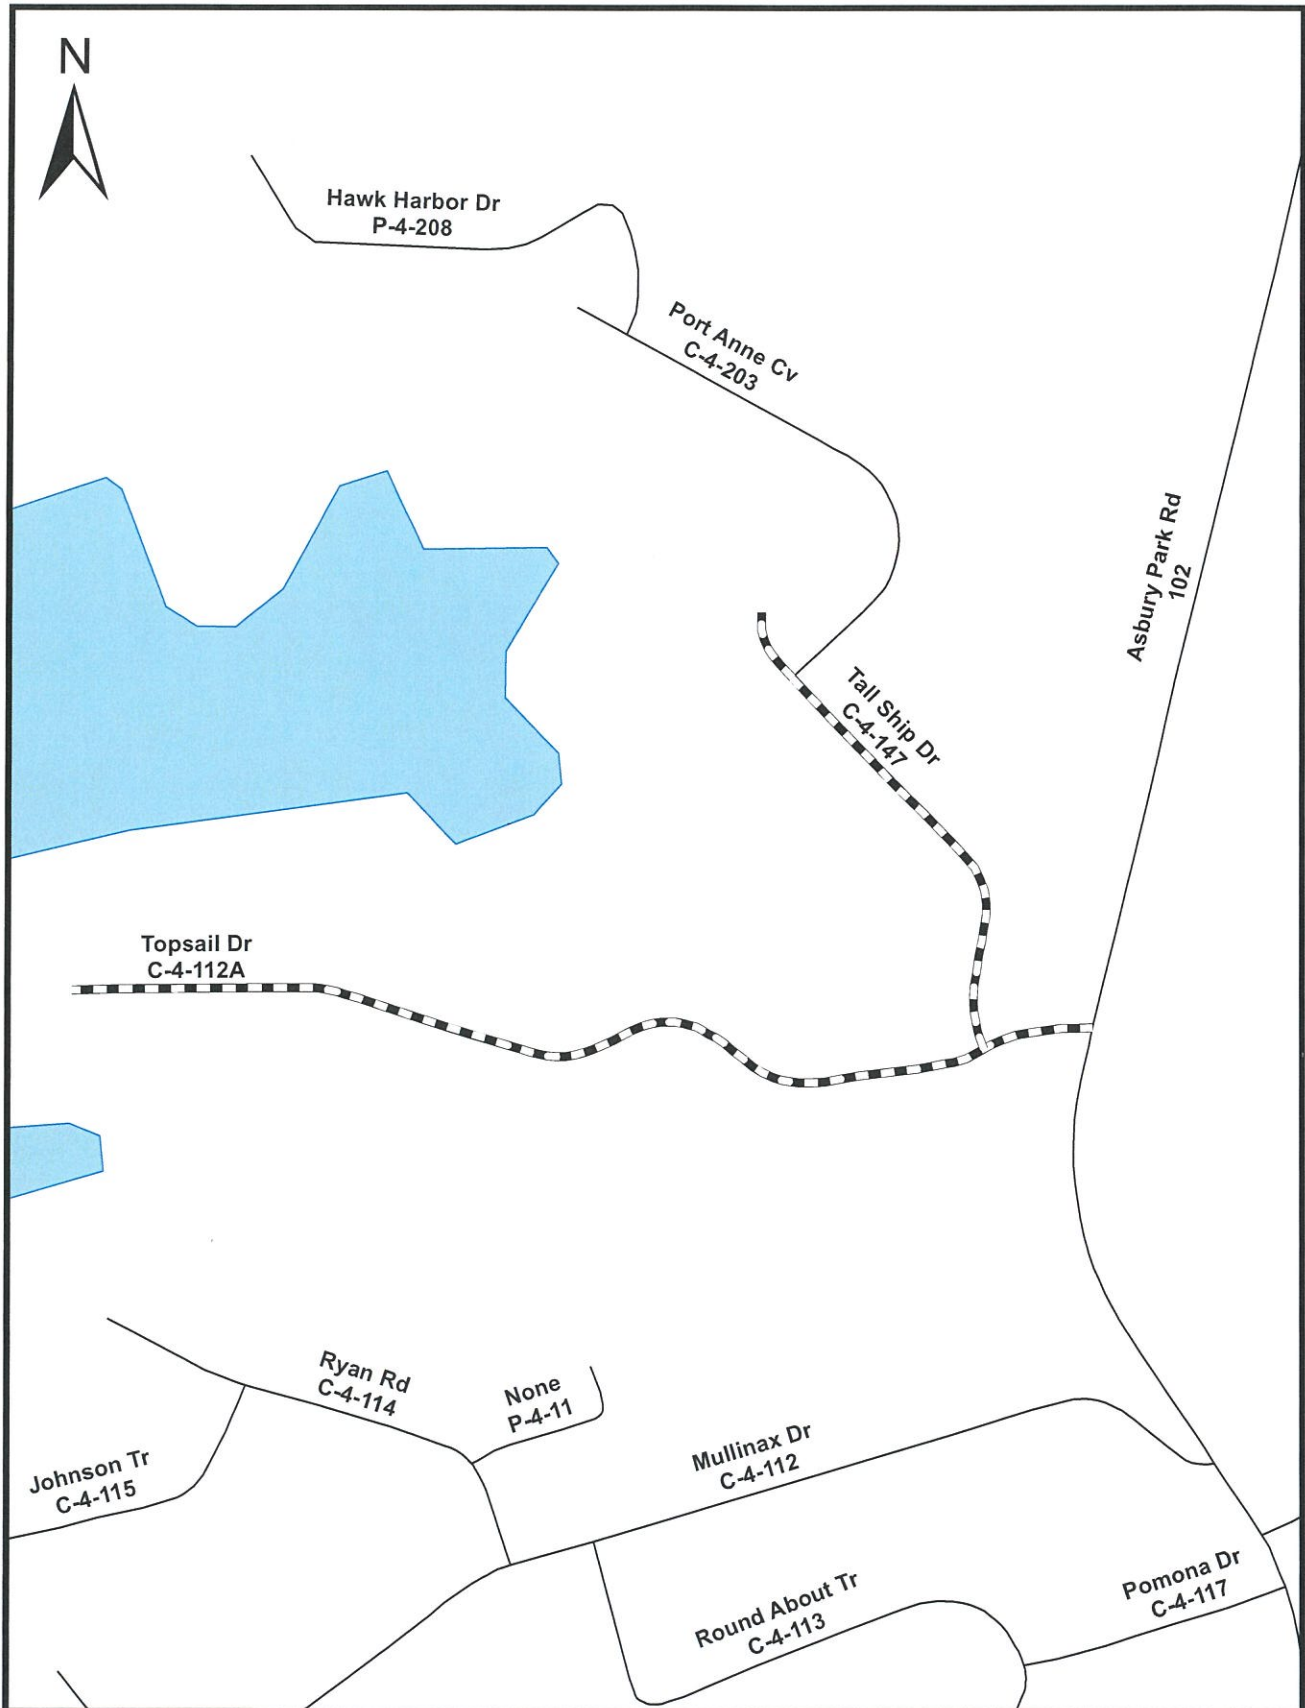 N
Hawk Harbor Dr
P-4-208
Port Anne Cv
C-4-203
Asbury Park Rd
102
Tall Ship Dr
C-4-147
Topsail Dr
C-4-112A
Ryan Rd
C-4-114
None
P-4-11
Mullinax Dr
C-4-112
Johnson Tr
C-4-115
Pomona Dr
C-4-117
Round About Tr
C-4-113